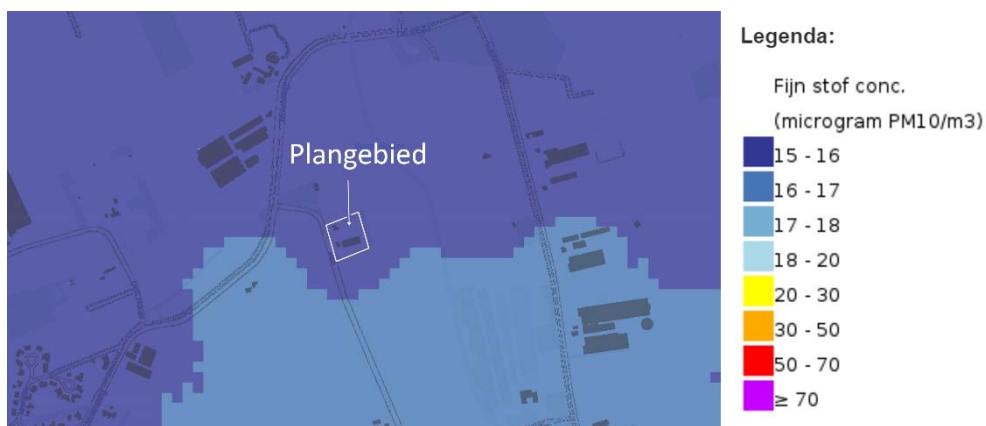 Plangebied
Legenda:
Fijn stof conc.
(microgram PM10/m3)
15 - 16
16 - 17
17 - 18
18 - 20
20 - 30
30 - 50
50 - 70
≥ 70